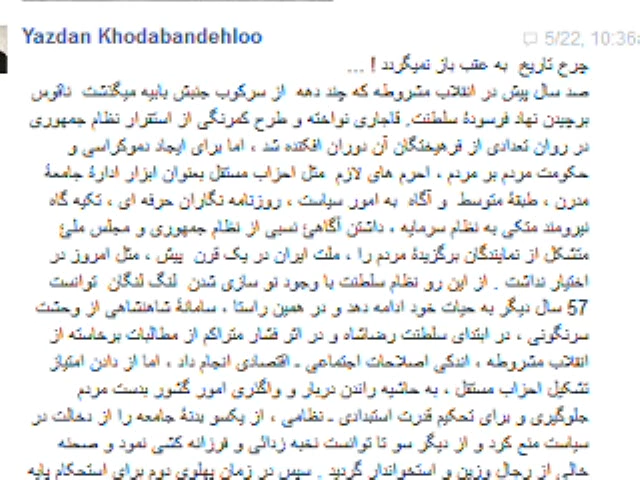 Yazdan Khodabandehloo
5/22, 10:36
چرح تاریخ به عقب باز نمیگردد ! ...
صد سال پیش در انقلاب مشروطه که چند دهه از سرکوب جنبش بابیه میگذشت ناقوس
برچیدن نهاد فرسودهٔ سلطنت قاجاری نواخته و طرح کمرنگی از استقرار نظام جمهوری
در روان تعدادی از فرهیختگان آن دوران افکنده شد ، اما برای ایجاد دموکراسی و
حکومت مردم بر مردم ، احرم های لازم مثل احزاب مستقل بعنوان ابزار ادارهٔ جامعهٔ
مدرن ، طبقهٔ متوسط و آگاه به امور سیاست ، روزنامه نگاران حرفه ای ، تکیه گاه
نیرومند متکی به نظام سرمایه ، داشتن آگاهئ نسبی از نظام جمهوری و مجلس ملئ
متشکل از نمایندگان برگزیدهٔ مردم را ، ملت ایران در یک قرن پیش ، مثل امروز در
اختیار نداشت . از این رو نظام سلطنت با وجود نو سازی شدن لنگ لنگان توانست
57 سال دیگر به حیات خود ادامه دهد و در همین راستا ، سامانهٔ شاهنشاهی از وحشت
سرنگونی ، در ابتدای سلطنت رضاشاه و در اثر فشار متراکم از مطالبات برخاسته از
انقلاب مشروطه ، اندکی اصلاحات اجتماعی ـ اقتصادی انجام داد ، اما از دادن امتیاز
تشکیل احزاب مستقل ، به حاشیه راندن دربار و واگذاری امور کشور بدست مردم
جلوگیری و برای تحکیم قدرت استبدادی ـ نظامی ، از یکسو بدنهٔ جامعه را از دخالت در
سیاست منع کرد و از دیگر سو تا توانست نخبه زدائی و فرزانه کشی نمود و صحنه
خالی از رجال وزین و استخواندار گردید . سپس در زمان پهلوی دوم برای استحکام پایه